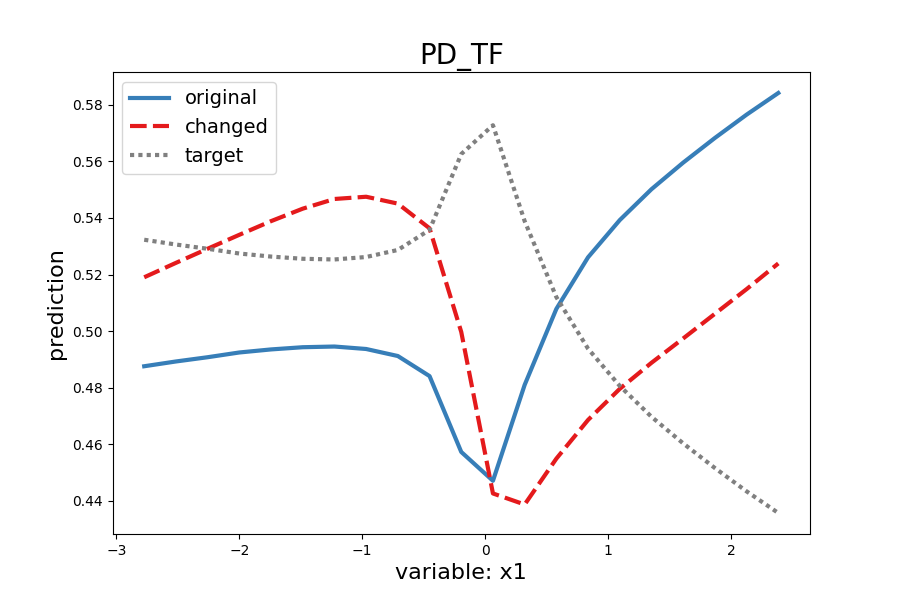 PD_TF
original
changed
target
prediction
0.58
0.56
0.54
0.52
0.50
0.48
0.46
0.44
−3
−2
−1
0
1
2
variable: x1